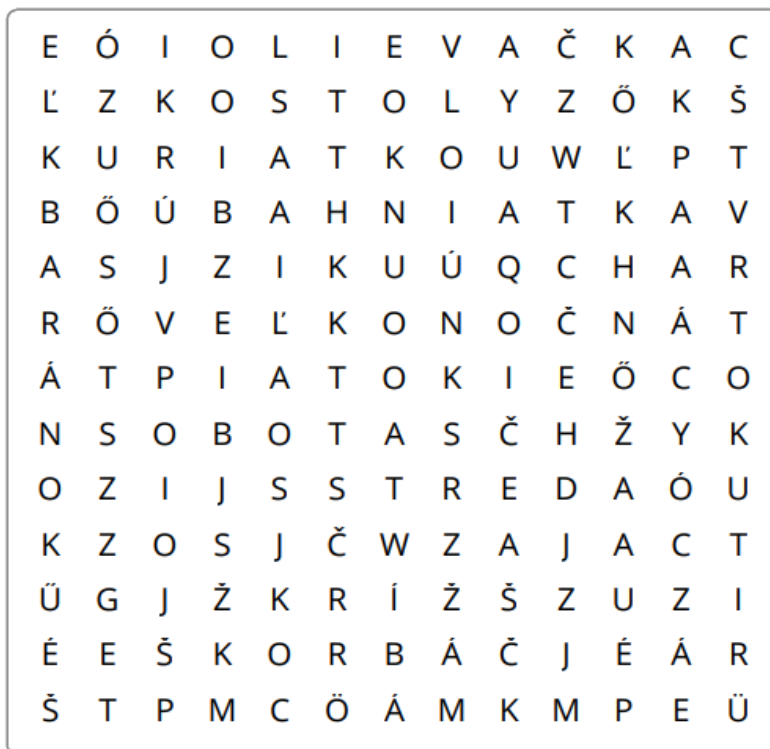 E Ó I O L I E V A Č K A C
Ľ Z K O S T O L Y Z Ő K Š
K U R I A T K O U W Ľ P T
B Ő Ú B A H N I A T K A V
A S J Z I K U Ú Q C H A R
R Ő V E Ľ K O N O Č N Á T
Á T P I A T O K I E Ő C O
N S O B O T A S Č H Ž Y K
O Z I J S S T R E D A Ó U
K Z O S J Č W Z A J A C T
Ű G J Ž K R Í Ž Š Z U Z I
É E Š K O R B Á Č J É Á R
Š T P M C Ö Á M K M P E Ü